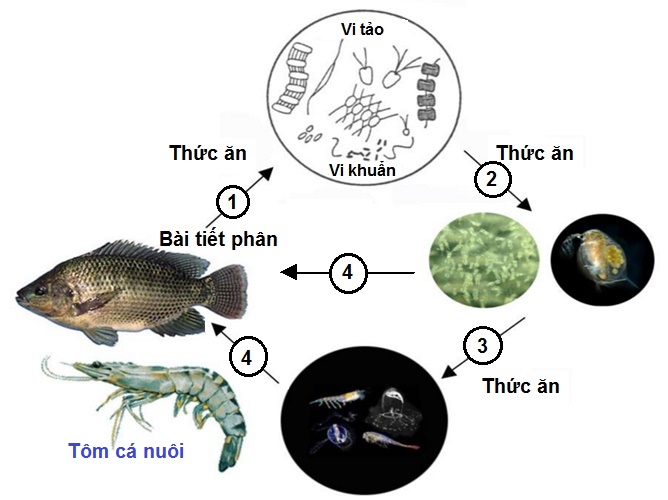 Vi tảo
Vi khuẩn
Thức ăn
1
Bài tiết phân
Thức ăn
2
4
3
Thức ăn
4
Tôm cá nuôi